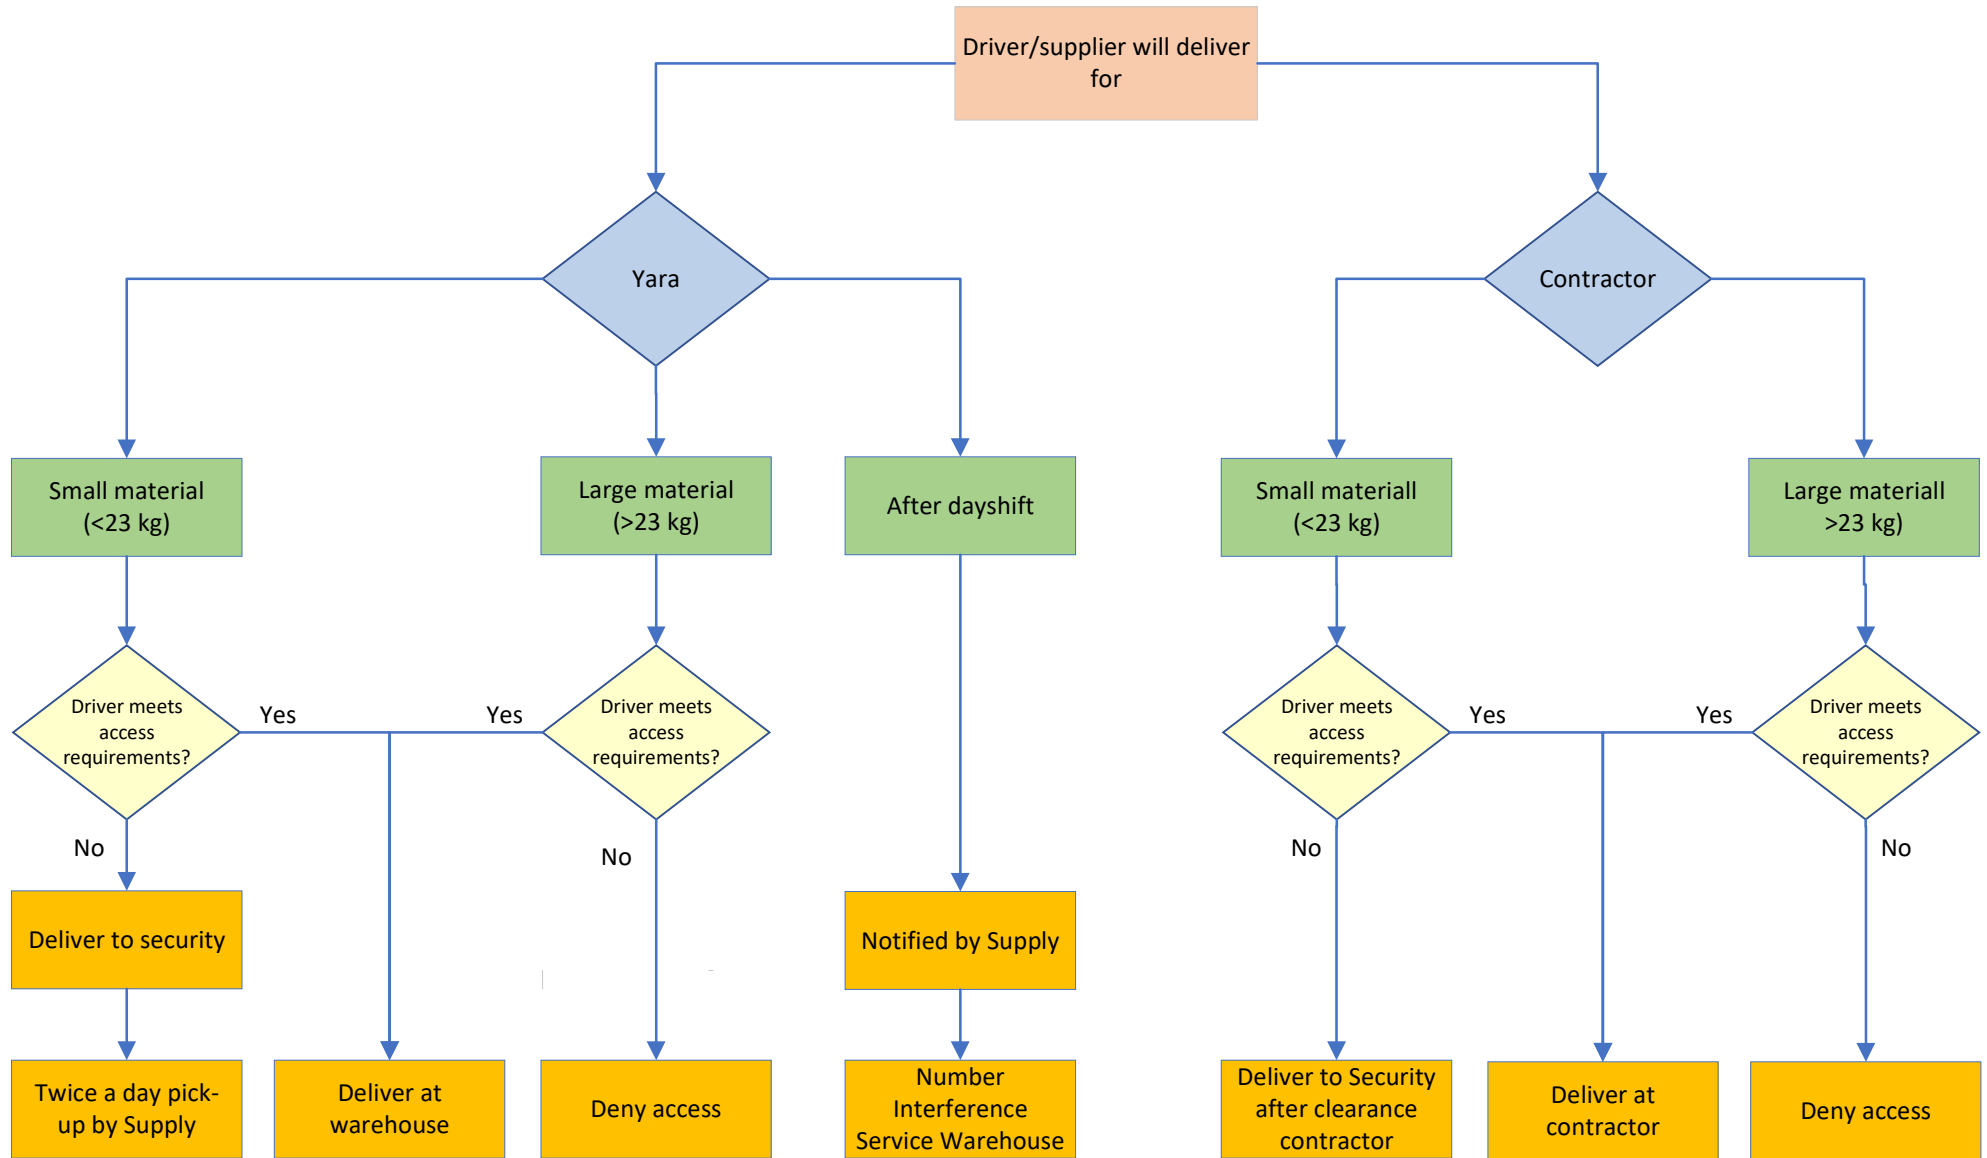 Driver/supplier will deliver
for
Yara
Contractor
Small material
(<23 kg)
Large material
(>23 kg)
After dayshift
Small materiall
(<23 kg)
Large materiall
>23 kg)
Driver meets
access
requirements?
Yes
Yes
Driver meets
access
requirements?
Driver meets
access
requirements?
Yes
Yes
Driver meets
access
requirements?
No
No
No
No
Deliver to security
Notified by Supply
Twice a day pick-
up by Supply
Deliver at
warehouse
Deny access
Number
Interference
Service Warehouse
Deliver to Security
after clearance
contractor
Deliver at
contractor
Deny access